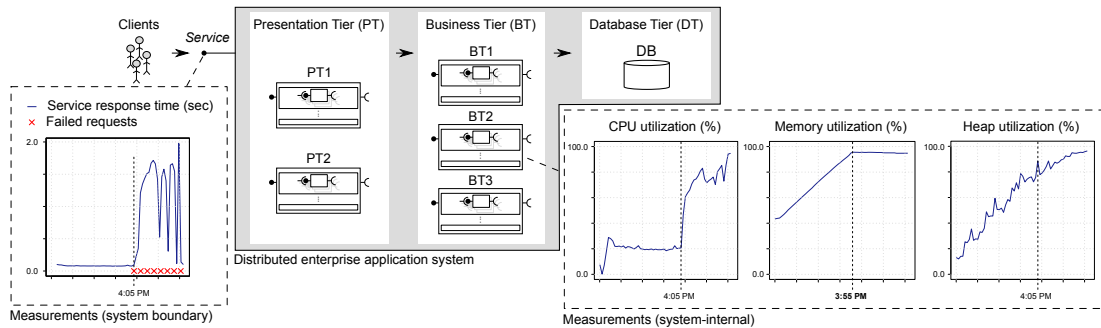 Clients
Service
Presentation Tier (PT)
Business Tier (BT)
Database Tier (DT)
PT1
PT2
BT1
BT2
BT3
DB
Distributed enterprise application system
Service response time (sec)
Failed requests
2.0
0.0
4:05 PM
Measurements (system boundary)
CPU utilization (%)
100.0
0.0
4:05 PM
Memory utilization (%)
100.0
0.0
3:55 PM
Heap utilization (%)
100.0
0.0
4:05 PM
Measurements (system-internal)